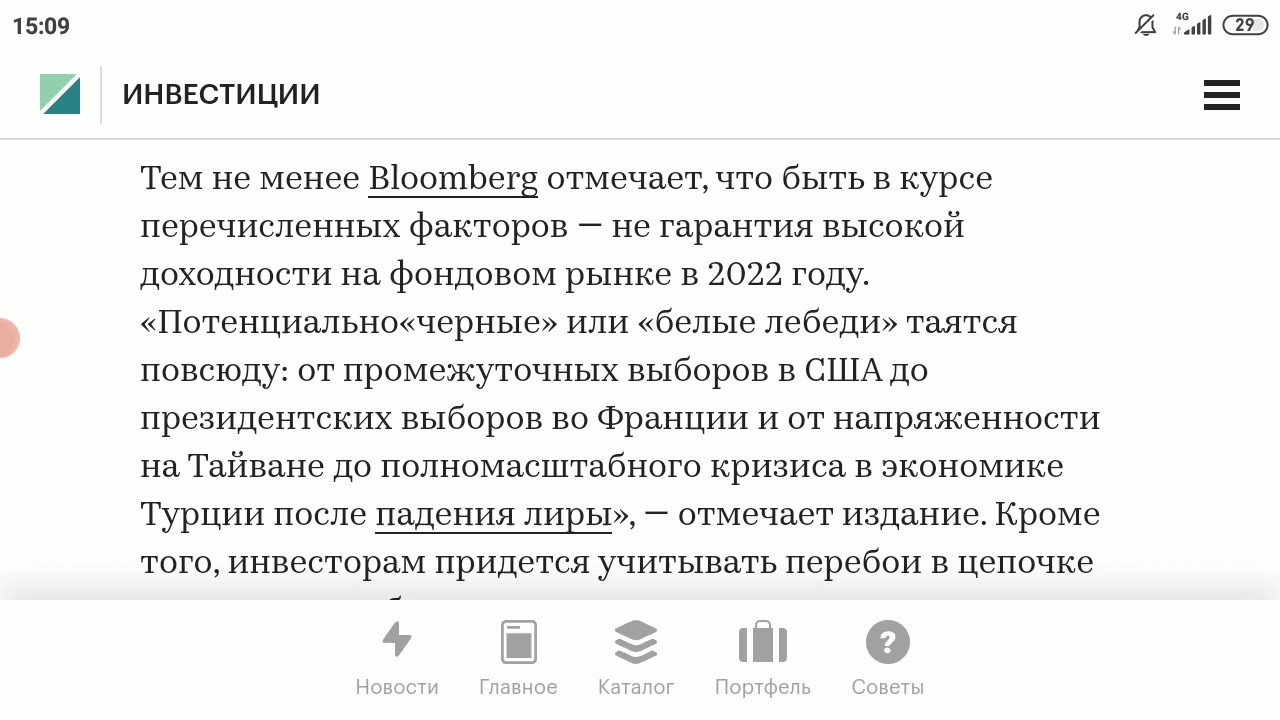 15:09
4G
29
ИНВЕСТИЦИИ
Тем не менее Bloomberg отмечает, что быть в курсе
перечисленных факторов — не гарантия высокой
доходности на фондовом рынке в 2022 году.
«Потенциально«черные» или «белые лебеди» таятся
повсюду: от промежуточных выборов в США до
президентских выборов во Франции и от напряженности
на Тайване до полномасштабного кризиса в экономике
Турции после падения лиры», — отмечает издание. Кроме
того, инвесторам придется учитывать перебои в цепочке
Новости Главное Каталог Портфель Советы